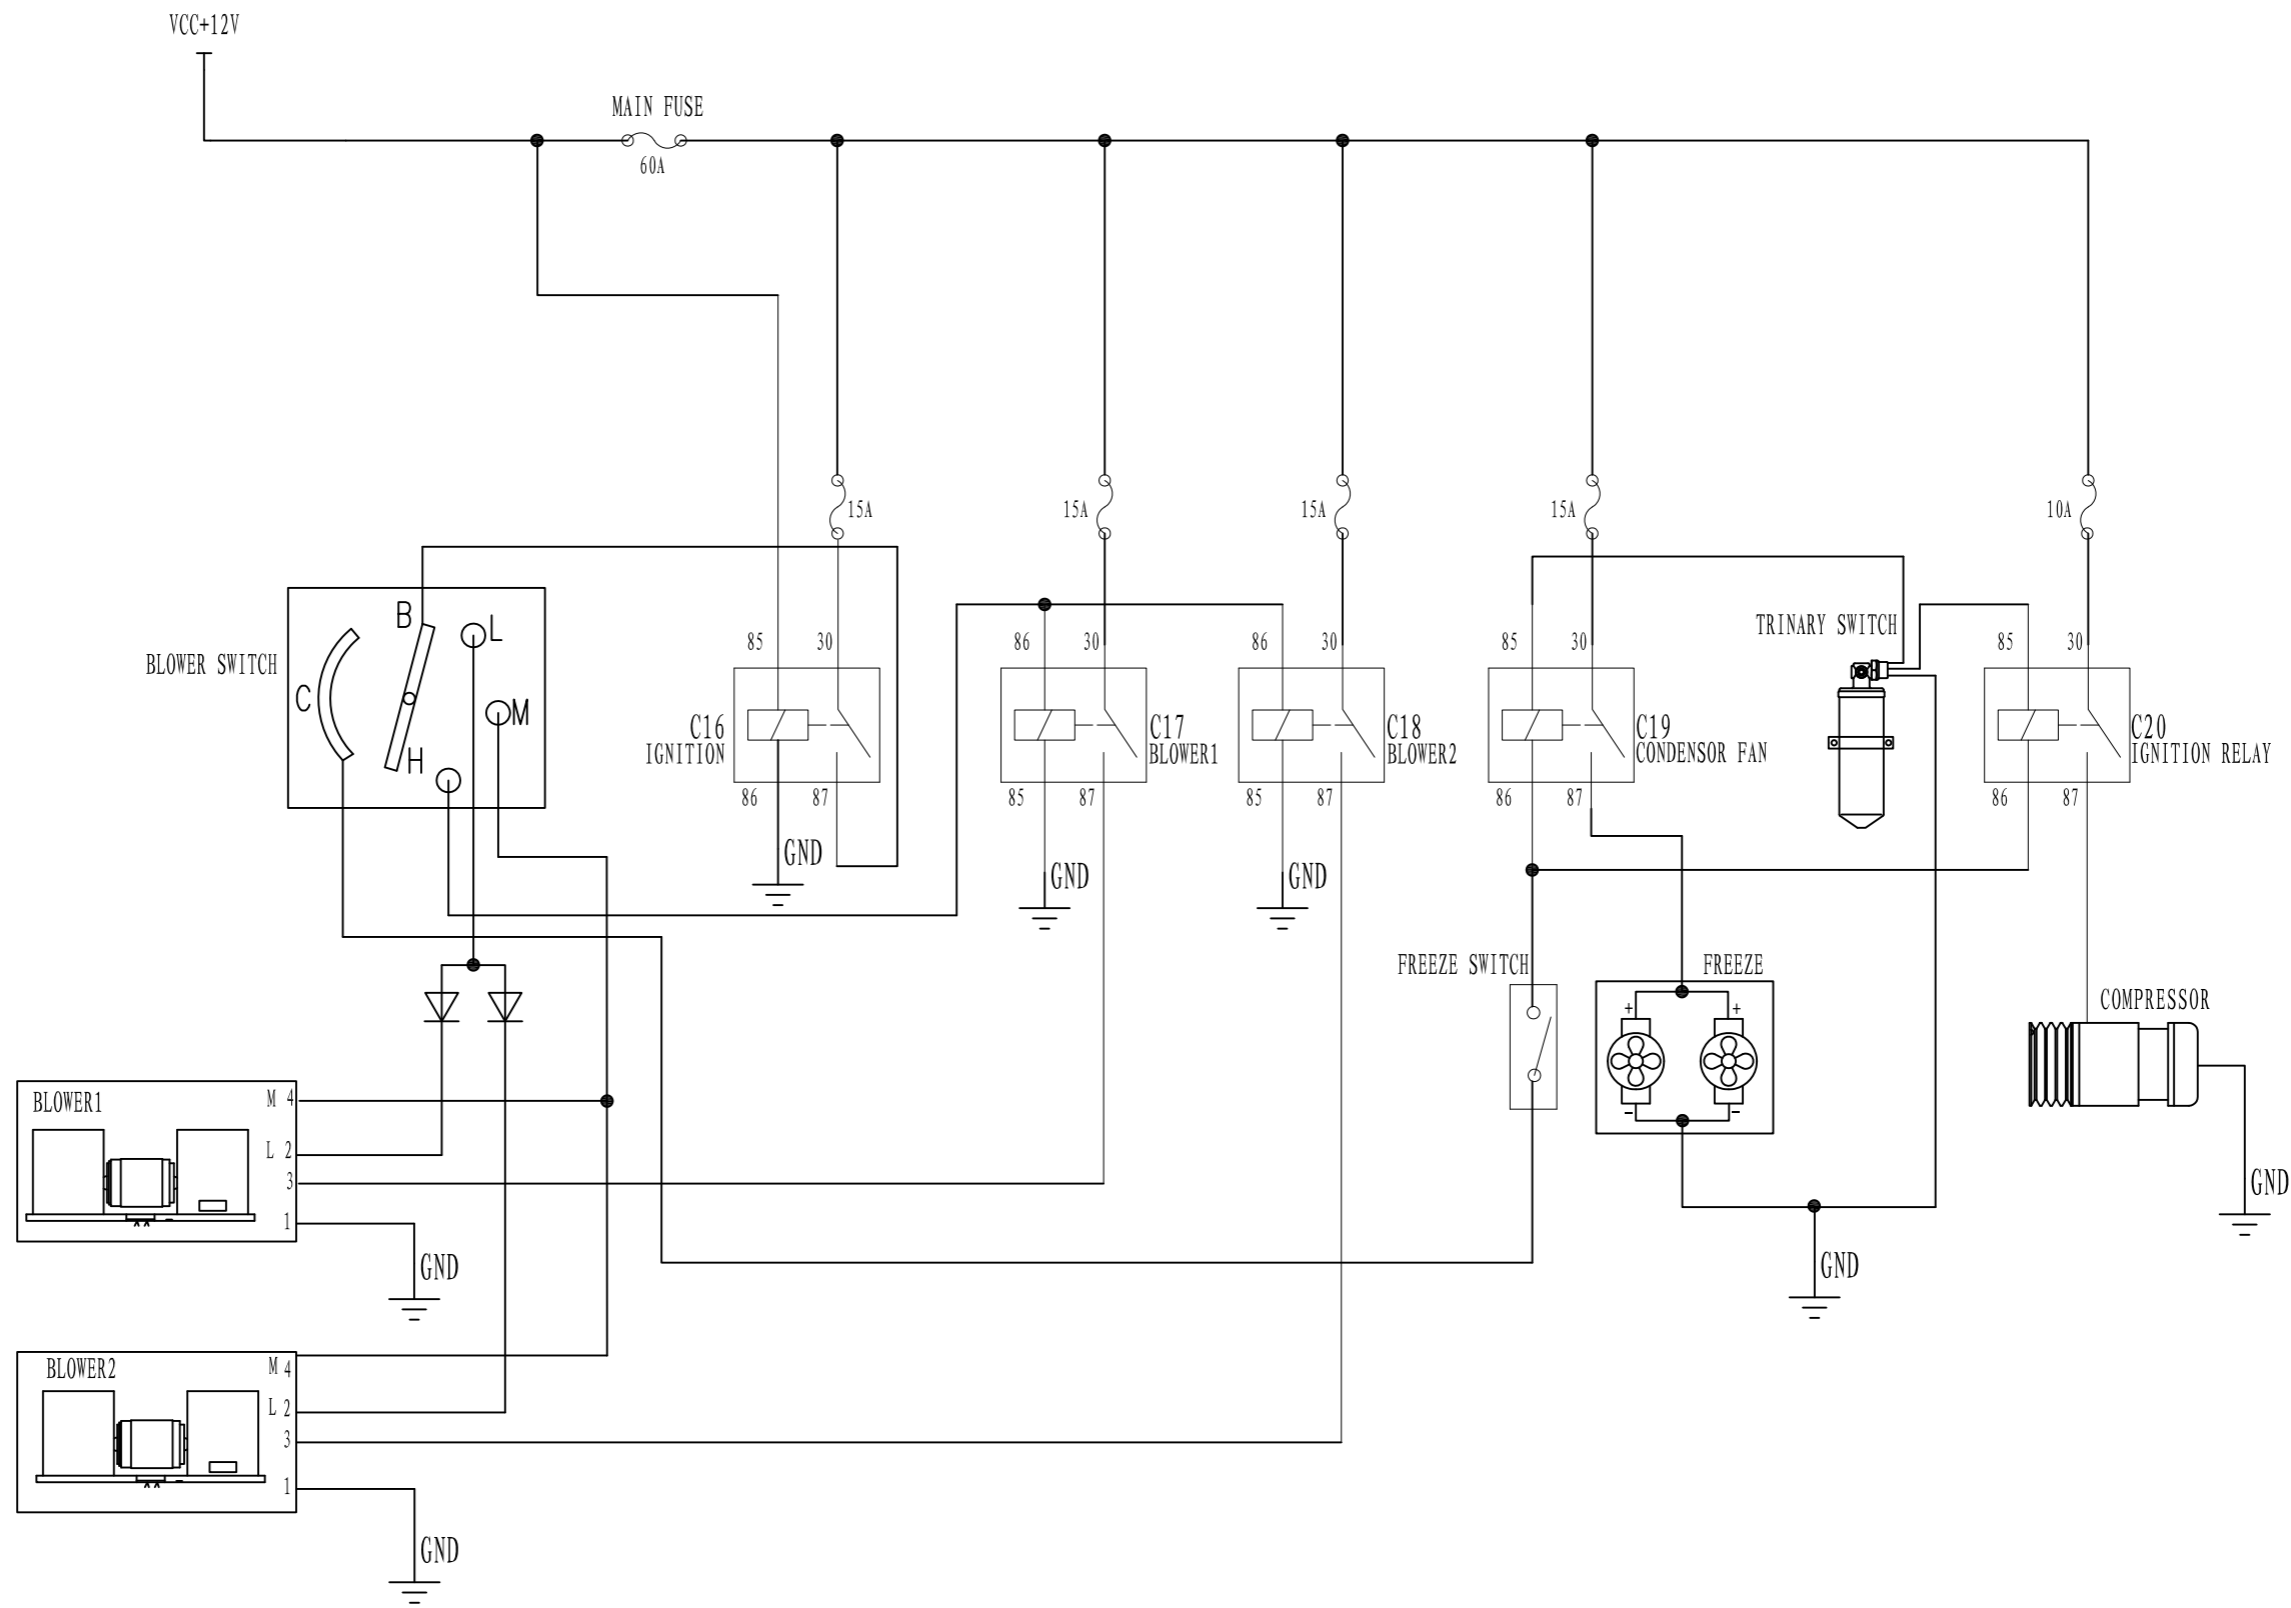 VCC+12V
MAIN FUSE
60A
15A
15A
15A
15A
10A
BLOWER SWITCH
B
L
C
M
H
85
30
C16
IGNITION
86
87
GND
86
30
C17
BLOWER1
85
87
GND
86
30
C18
BLOWER2
85
87
GND
85
30
C19
CONDENSOR FAN
86
87
TRINARY SWITCH
85
30
C20
IGNITION RELAY
86
87
FREEZE SWITCH
FREEZE
+
+
-
-
GND
COMPRESSOR
GND
BLOWER1
M 4
L 2
3
1
GND
BLOWER2
M 4
L 2
3
1
GND